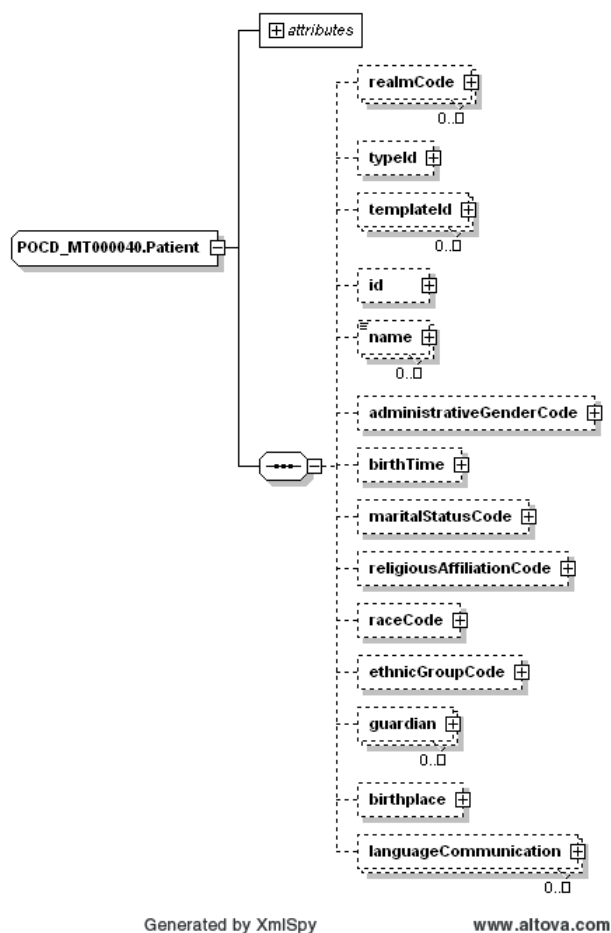 attributes
realmCode
0..
typeId
templateId
0..
POCD_MT000040.Patient
id
name
0..
administrativeGenderCode
birthTime
maritalStatusCode
religiousAffiliationCode
raceCode
ethnicGroupCode
guardian
0..
birthplace
languageCommunication
0..
Generated by XmlSpy
www.altova.com